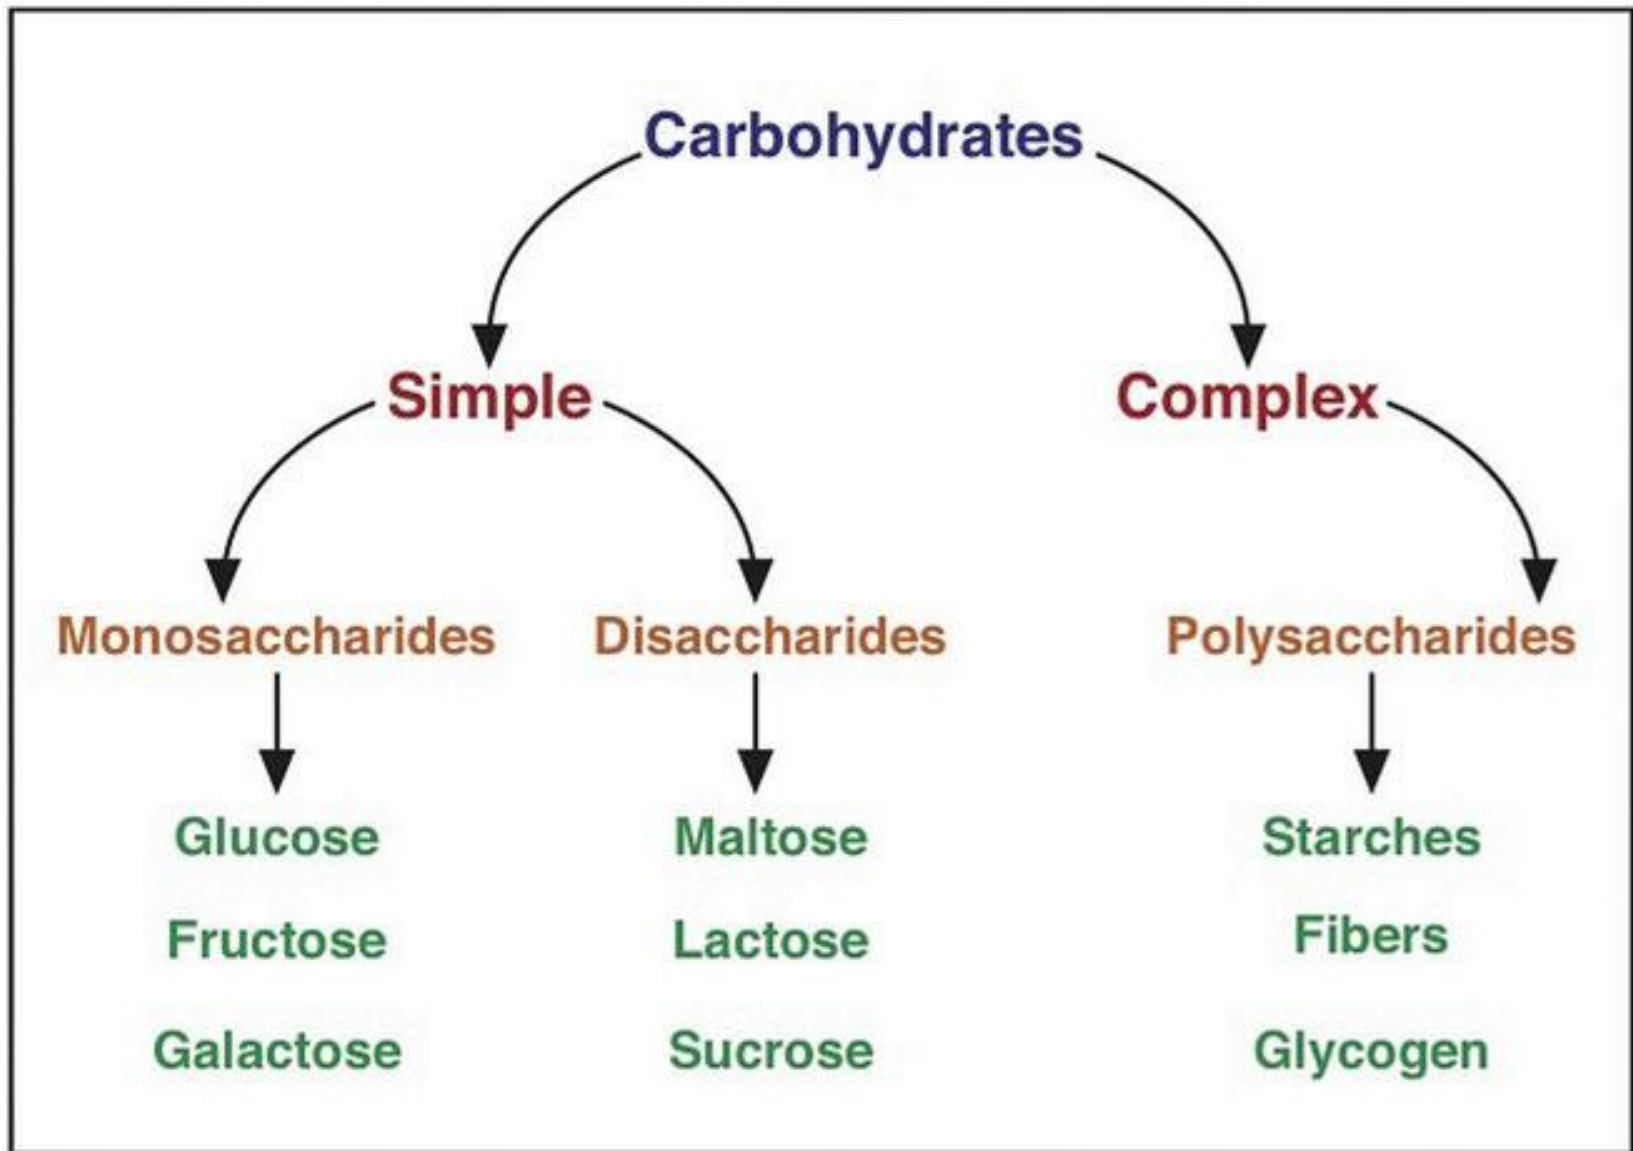 Carbohydrates
Simple
Complex
Monosaccharides
Disaccharides
Polysaccharides
Glucose
Maltose
Starches
Fructose
Lactose
Fibers
Galactose
Sucrose
Glycogen